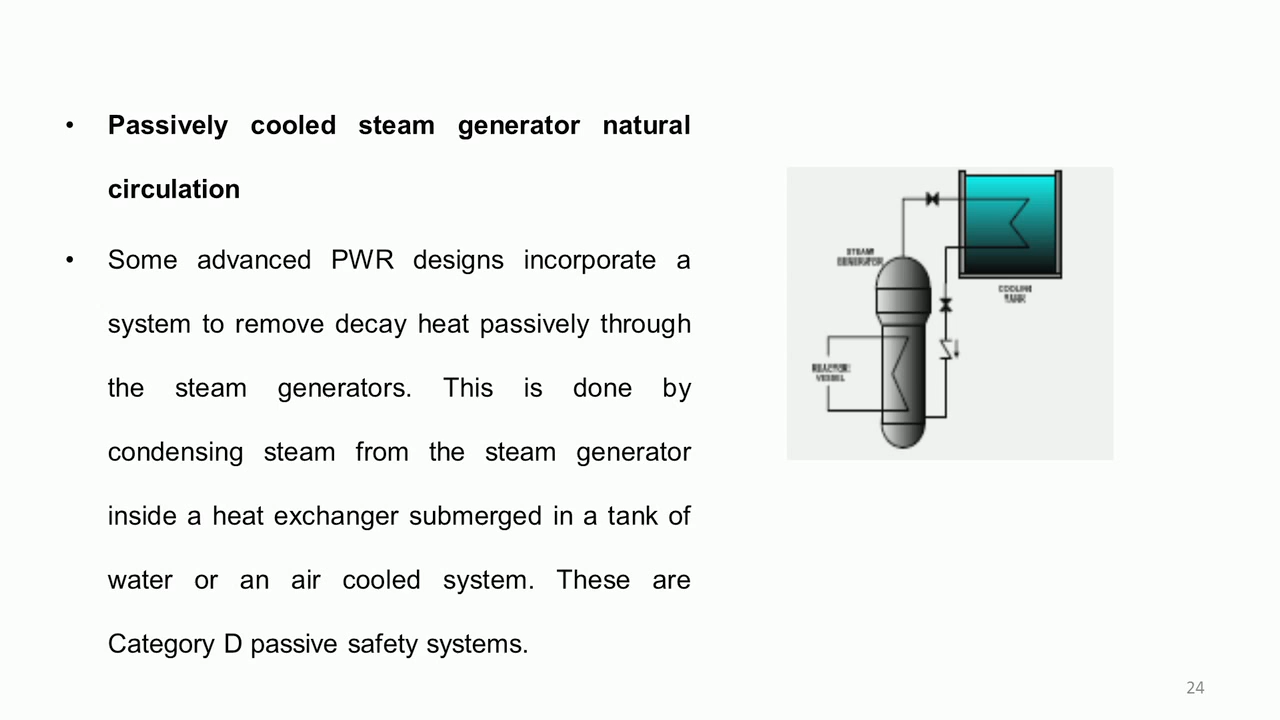 • Passively cooled steam generator natural
circulation
• Some advanced PWR designs incorporate a
system to remove decay heat passively through
the steam generators. This is done by
condensing steam from the steam generator
inside a heat exchanger submerged in a tank of
water or an air cooled system. These are
Category D passive safety systems.
STEAM
GENERATOR
COOLING
TANK
REACTOR
VESSEL
24